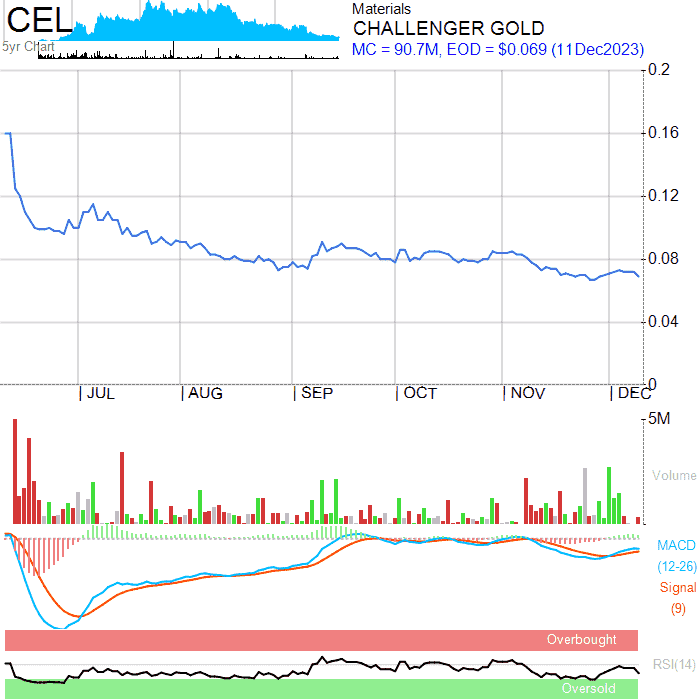 CEL
5yr Chart
Materials
CHALLENGER GOLD
MC = 90.7M, EOD = $0.069 (11Dec2023)
0.2
0.16
0.12
0.08
0.04
0
JUL AUG SEP OCT NOV DEC
5M
Volume
MACD
(12-26)
Signal
(9)
Overbought
RSI(14)
Oversold